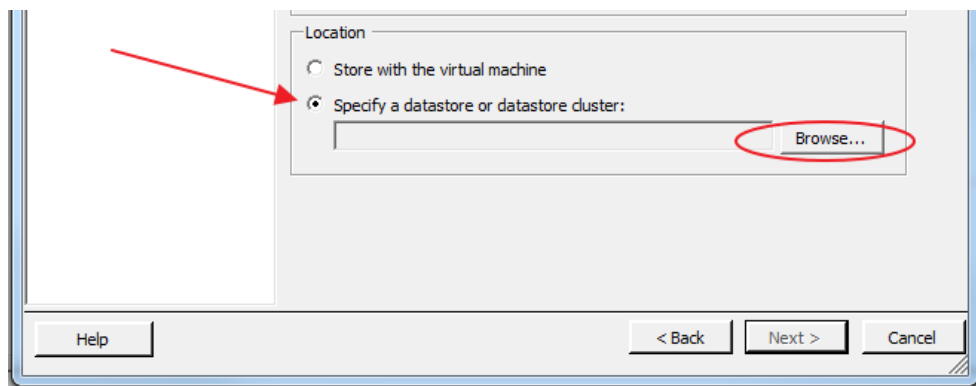 Location
Store with the virtual machine
Specify a datastore or datastore cluster:
Browse...
Help
< Back
Next >
Cancel